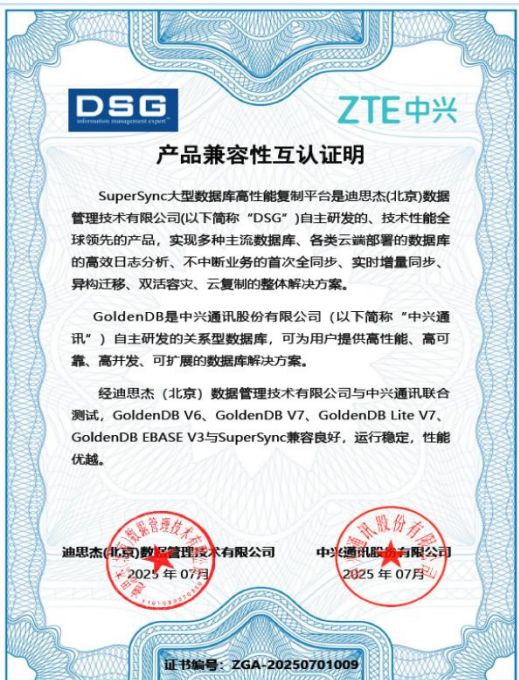 DSG
information management expert
ZTE中兴
产品兼容性互认证明
SuperSync大型数据库高性能复制平台是迪思杰(北京)数据
管理技术有限公司(以下简称“DSG”)自主研发的、技术性能全
球领先的产品，实现多种主流数据库、各类云端部署的数据库
的高效日志分析、不中断业务的首次全同步、实时增量同步、
异构迁移、双活容灾、云复制的整体解决方案。
GoldenDB是中兴通讯股份有限公司（以下简称“中兴通
讯”）自主研发的关系型数据库，可为用户提供高性能、高可
靠、高并发、可扩展的数据库解决方案。
经迪思杰（北京）数据管理技术有限公司与中兴通讯联合
测试，GoldenDB V6、GoldenDB V7、GoldenDB Lite V7、
GoldenDB EBASE V3与SuperSync兼容良好，运行稳定，性能
优越。
迪思杰(北京)数据管理技术有限公司
中兴通讯股份有限公司
2025 年 07月
2025 年 07月
证书编号：ZGA-20250701009